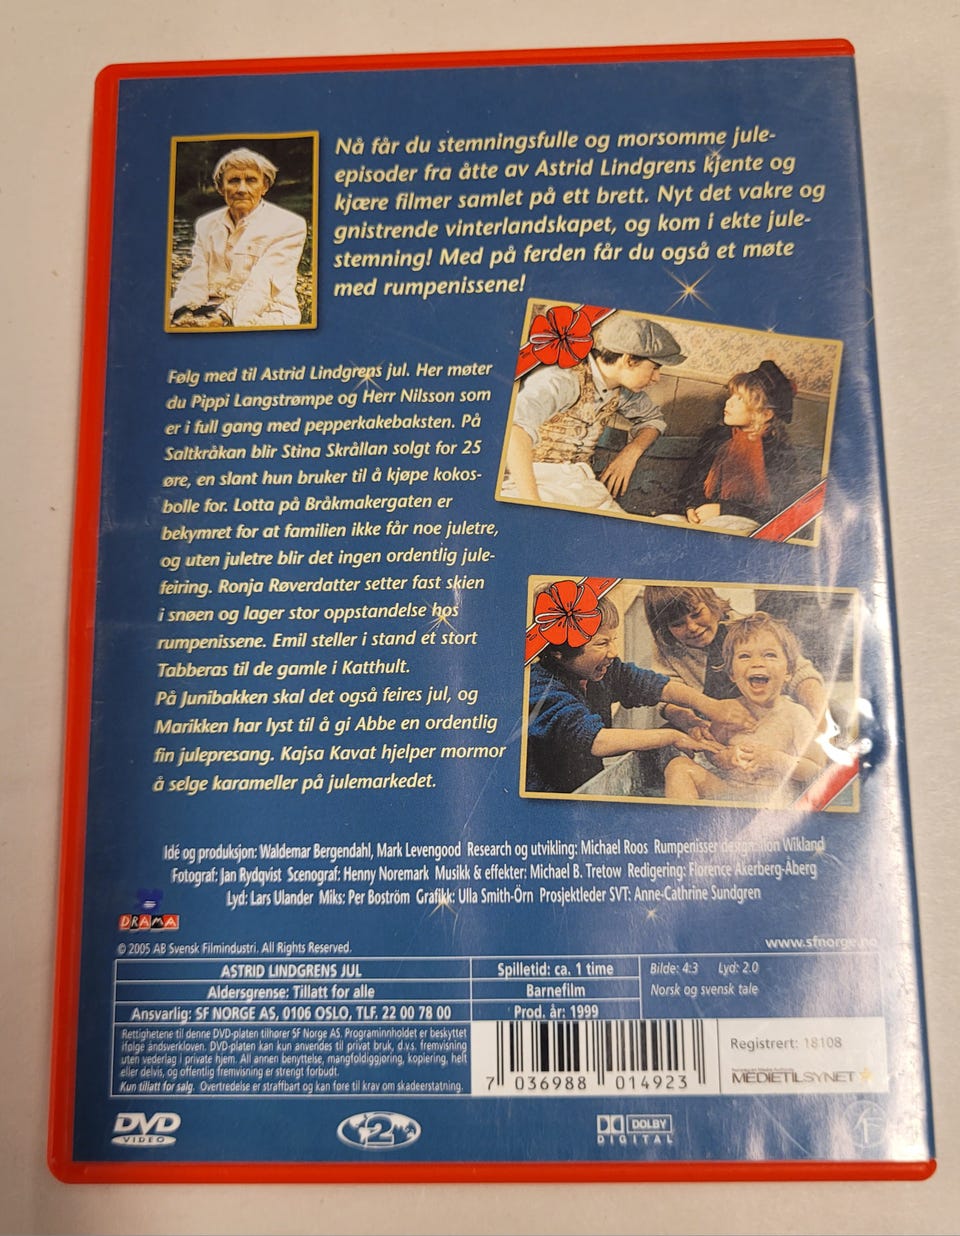 Nå får du stemningsfulle og morsomme jule-
episoder fra åtte av Astrid Lindgrens kjente og
kjære filmer samlet på ett brett. Nyt det vakre og
gnistrende vinterlandskapet, og kom i ekte jule-
stemning! Med på ferden får du også et møte
med rumpenissene!
Følg med til Astrid Lindgrens jul. Her møter
du Pippi Langstrømpe og Herr Nilsson som
er i full gang med pepperkakebaksten. På
Saltkråkan blir Stina Skrållan solgt for 25
øre, en slant hun bruker til å kjøpe kokos-
bolle for. Lotta på Bråkmakergaten er
bekymret for at familien ikke får noe juletre,
og uten juletre blir det ingen ordentlig jule-
feiring. Ronja Røverdatter setter fast skien
i snøen og lager stor oppstandelse hos
rumpenissene. Emil steller i stand et stort
Tabberas til de gamle i Katthult.
På Junibakken skal det også feires jul, og
Marikken har lyst til å gi Abbe en ordentlig
fin julepresang. Kajsa Kavat hjelper mormor
å selge karameller på julemarkedet.
Idé og produksjon: Waldemar Bergendahl, Mark Levengood Research og utvikling: Michael Roos Rumpenisser design: Ilon Wikland
Fotograf: Jan Rydqvist Scenograf: Henny Noremark Musikk & effekter: Michael B. Tretow Redigering: Florence Åkerberg-Åberg
Lyd: Lars Ulander Miks: Per Boström Grafikk: Ulla Smith-Örn Prosjektleder SVT: Anne-Cathrine Sundgren
DRAMA
© 2005 AB Svensk Filmindustri. All Rights Reserved.
www.sfnorge.no
ASTRID LINDGRENS JUL
Spilletid: ca. 1 time
Bilde: 4:3 Lyd: 2.0
Aldersgrense: Tillatt for alle
Barnefilm
Norsk og svensk tale
Ansvarlig: SF NORGE AS, 0106 OSLO, TLF. 22 00 78 00
Prod. år: 1999
Rettighetene til denne DVD-platen tilhører SF Norge AS. Programinnholdet er beskyttet
ifølge åndsverkloven. DVD-platen kan kun anvendes til privat bruk, d.v.s. fremvisning
uten vederlag i private hjem. All annen benyttelse, mangfoldiggjøring, kopiering, helt
eller delvis, og offentlig fremvisning er strengt forbudt.
Kun tillatt for salg. Overtredelse er straffbart og kan føre til krav om skadeerstatning.
7 036988 014923
Registrert: 18108
MEDIETILSYNET
DVD
VIDEO
2
DOLBY
DIGITAL